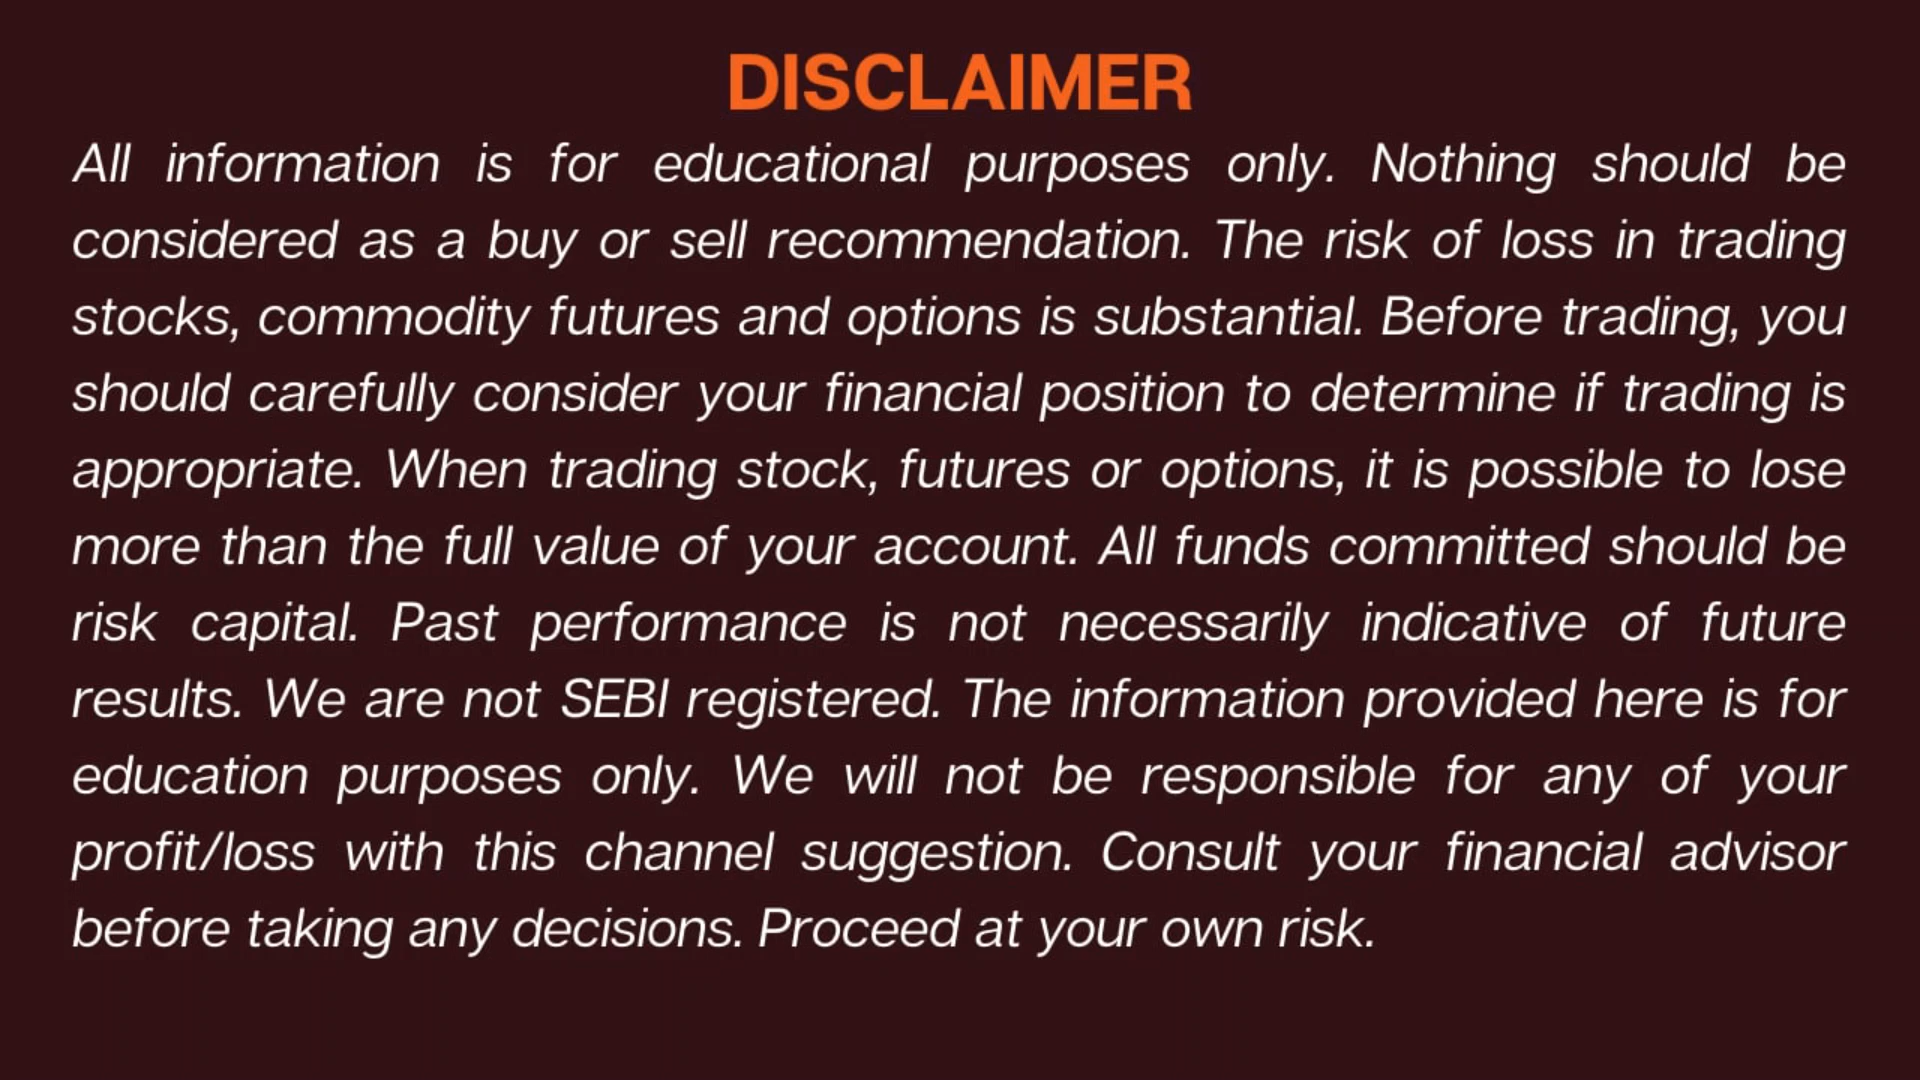 DISCLAIMER
All information is for educational purposes only. Nothing should be
considered as a buy or sell recommendation. The risk of loss in trading
stocks, commodity futures and options is substantial. Before trading, you
should carefully consider your financial position to determine if trading is
appropriate. When trading stock, futures or options, it is possible to lose
more than the full value of your account. All funds committed should be
risk capital. Past performance is not necessarily indicative of future
results. We are not SEBI registered. The information provided here is for
education purposes only. We will not be responsible for any of your
profit/loss with this channel suggestion. Consult your financial advisor
before taking any decisions. Proceed at your own risk.